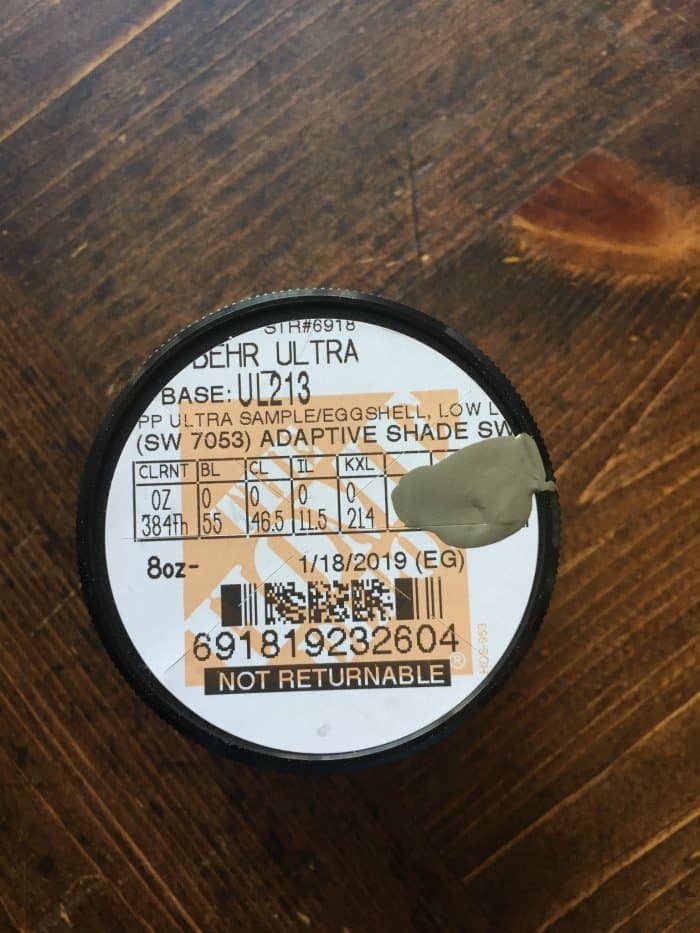 STR#6918
BEHR ULTRA
BASE: UL213
PP ULTRA SAMPLE/EGGSHELL, LOW L
(SW 7053) ADAPTIVE SHADE SW
CLRNT BL CL IL KXL
OZ 0 0 0 0
384Th 55 46.5 11.5 214
8oz- 1/18/2019 (EG)
691819232604
NOT RETURNABLE ®
HDS-953